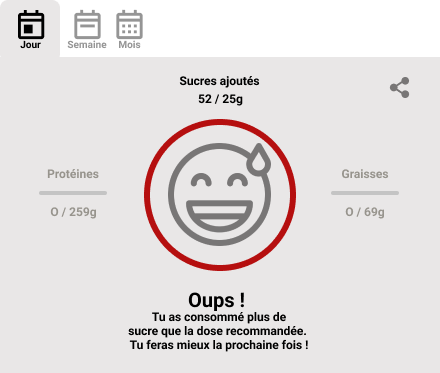 Jour
Semaine
Mois
Sucres ajoutés
52 / 25g
Protéines
O / 259g
Graisses
O / 69g
Oups !
Tu as consommé plus de
sucre que la dose recommandée.
Tu feras mieux la prochaine fois !